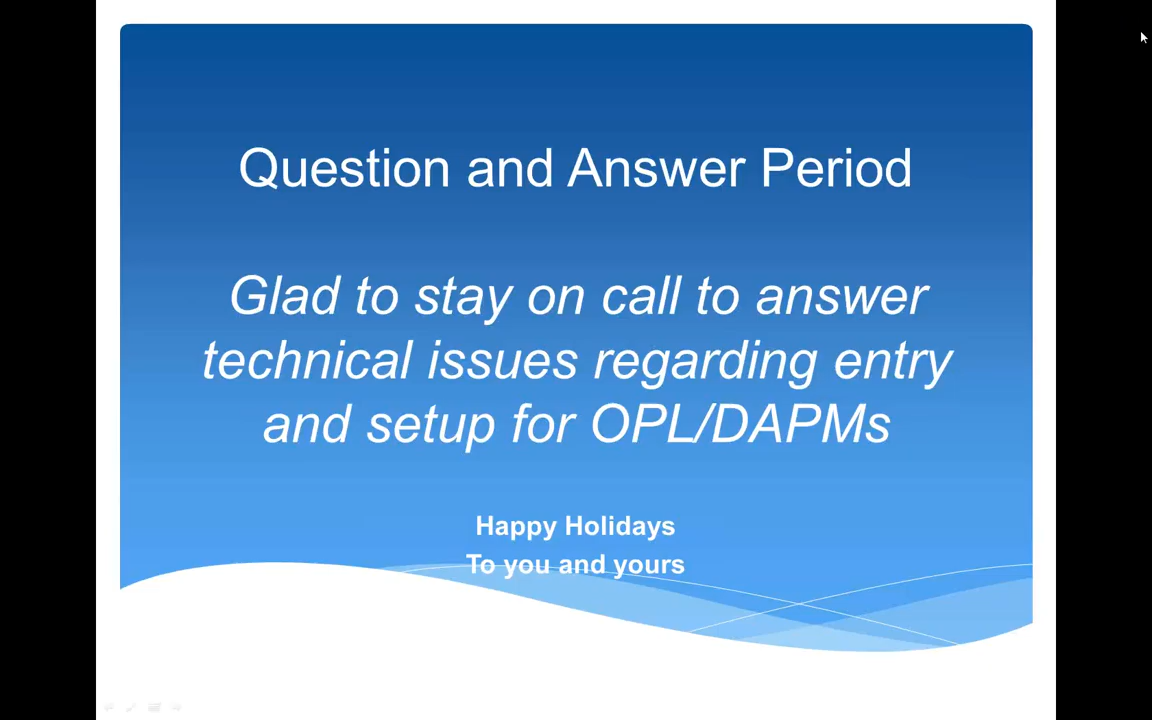 Question and Answer Period
Glad to stay on call to answer
technical issues regarding entry
and setup for OPL/DAPMs
Happy Holidays
To you and yours